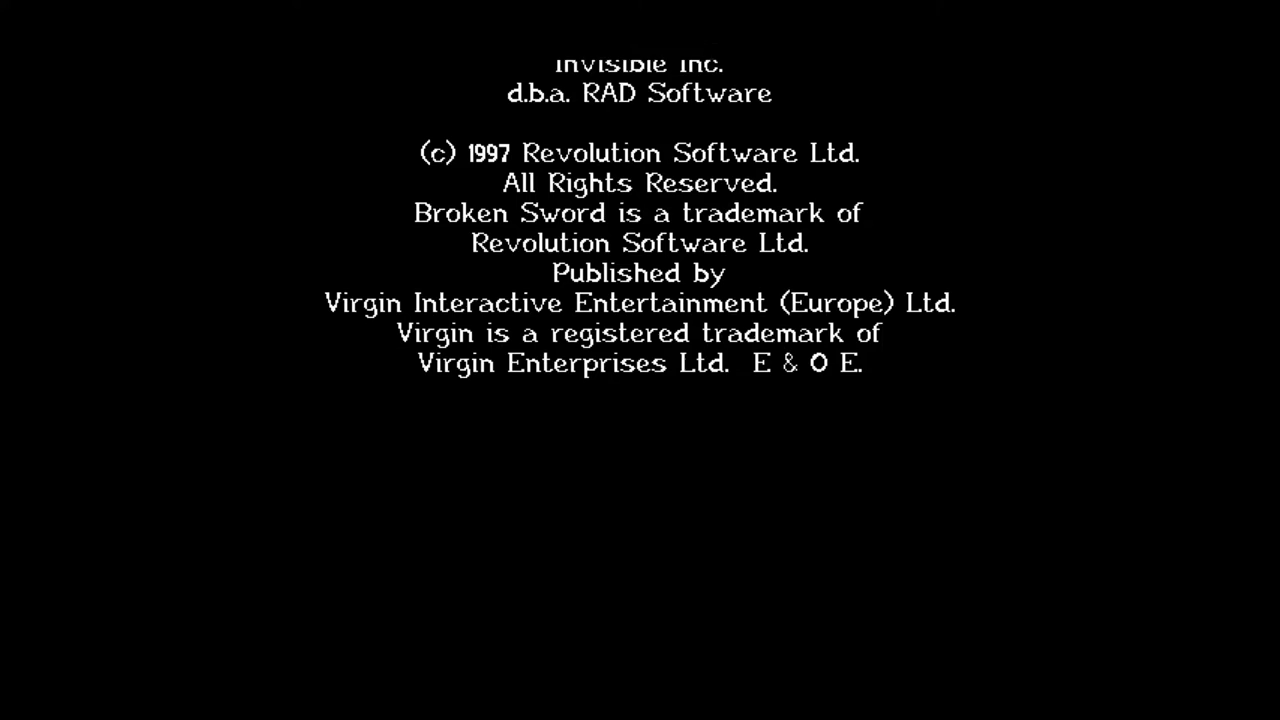 Invisible Inc.
d.b.a. RAD Software
(c) 1997 Revolution Software Ltd.
All Rights Reserved.
Broken Sword is a trademark of
Revolution Software Ltd.
Published by
Virgin Interactive Entertainment (Europe) Ltd.
Virgin is a registered trademark of
Virgin Enterprises Ltd. E & O E.